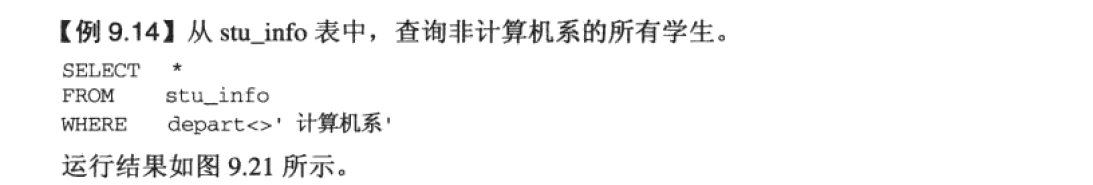 【例 9.14】从 stu_info 表中，查询非计算机系的所有学生。
SELECT *
FROM stu_info
WHERE depart<>' 计算机系'
运行结果如图 9.21 所示。